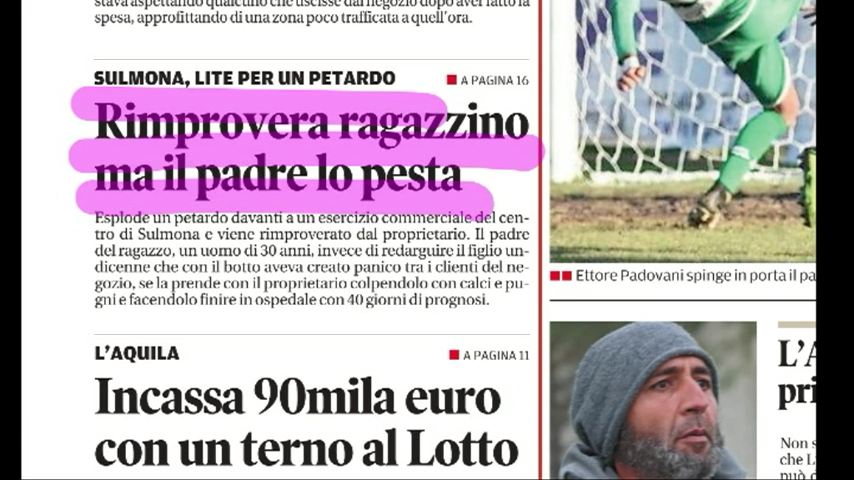 stava aspettando qualcuno che uscisse dal negozio dopo aver fatto la
spesa, approfittando di una zona poco trafficata a quell'ora.
SULMONA, LITE PER UN PETARDO
A PAGINA 16
Rimprovera ragazzino
ma il padre lo pesta
Esplode un petardo davanti a un esercizio commerciale del cen-
tro di Sulmona e viene rimproverato dal proprietario. Il padre
del ragazzo, un uomo di 30 anni, invece di redarguire il figlio un-
dicenne che con il botto aveva creato panico tra i clienti del ne-
gozio, se la prende con il proprietario colpendolo con calci e pu-
gni e facendolo finire in ospedale con 40 giorni di prognosi.
L'AQUILA
A PAGINA 11
Incassa 90mila euro
con un terno al Lotto
Ettore Padovani spinge in porta il pa
L'A
pri
Non s
che Li
può d